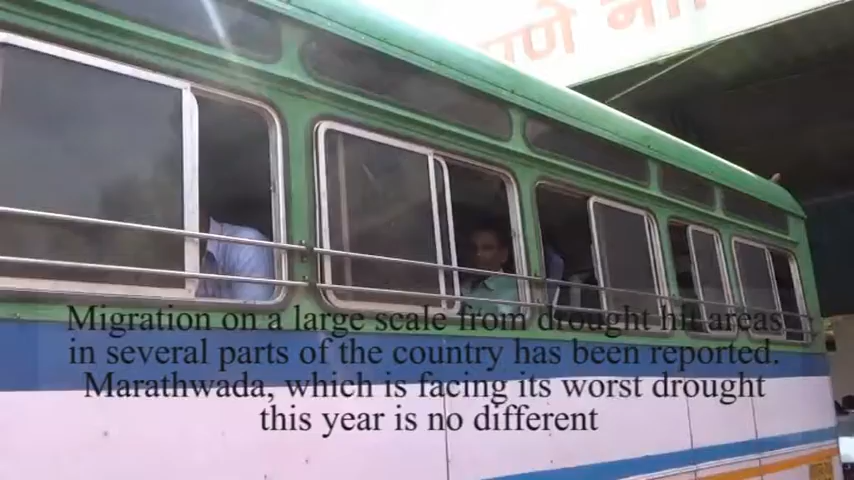 Migration on a large scale from drought hit areas
in several parts of the country has been reported.
Marathwada, which is facing its worst drought
this year is no different